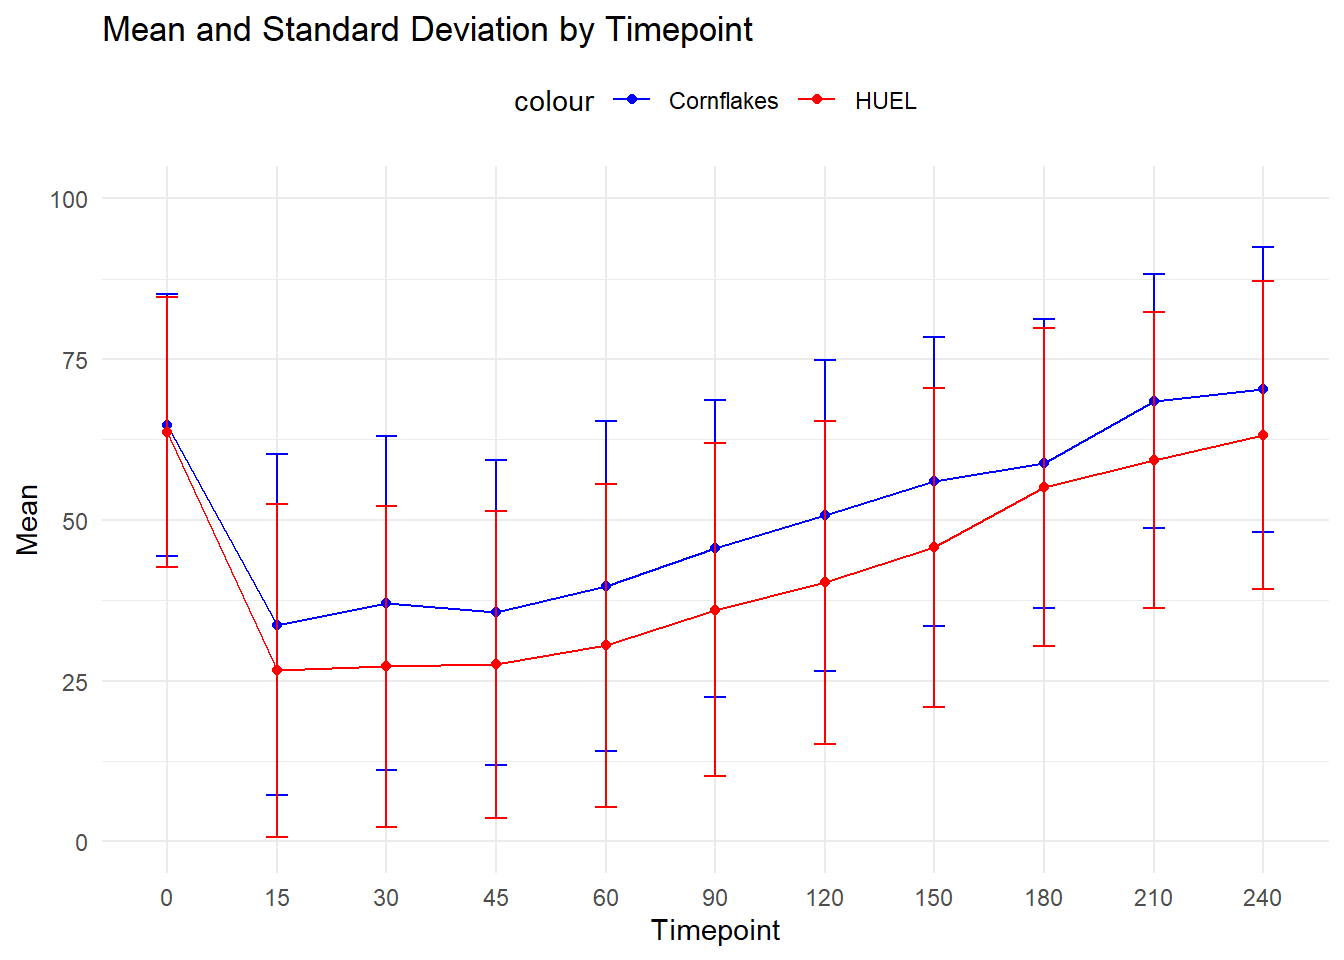 Mean and Standard Deviation by Timepoint
colour Cornflakes HUEL
100
75
50
25
0
Mean
0 15 30 45 60 90 120 150 180 210 240
Timepoint